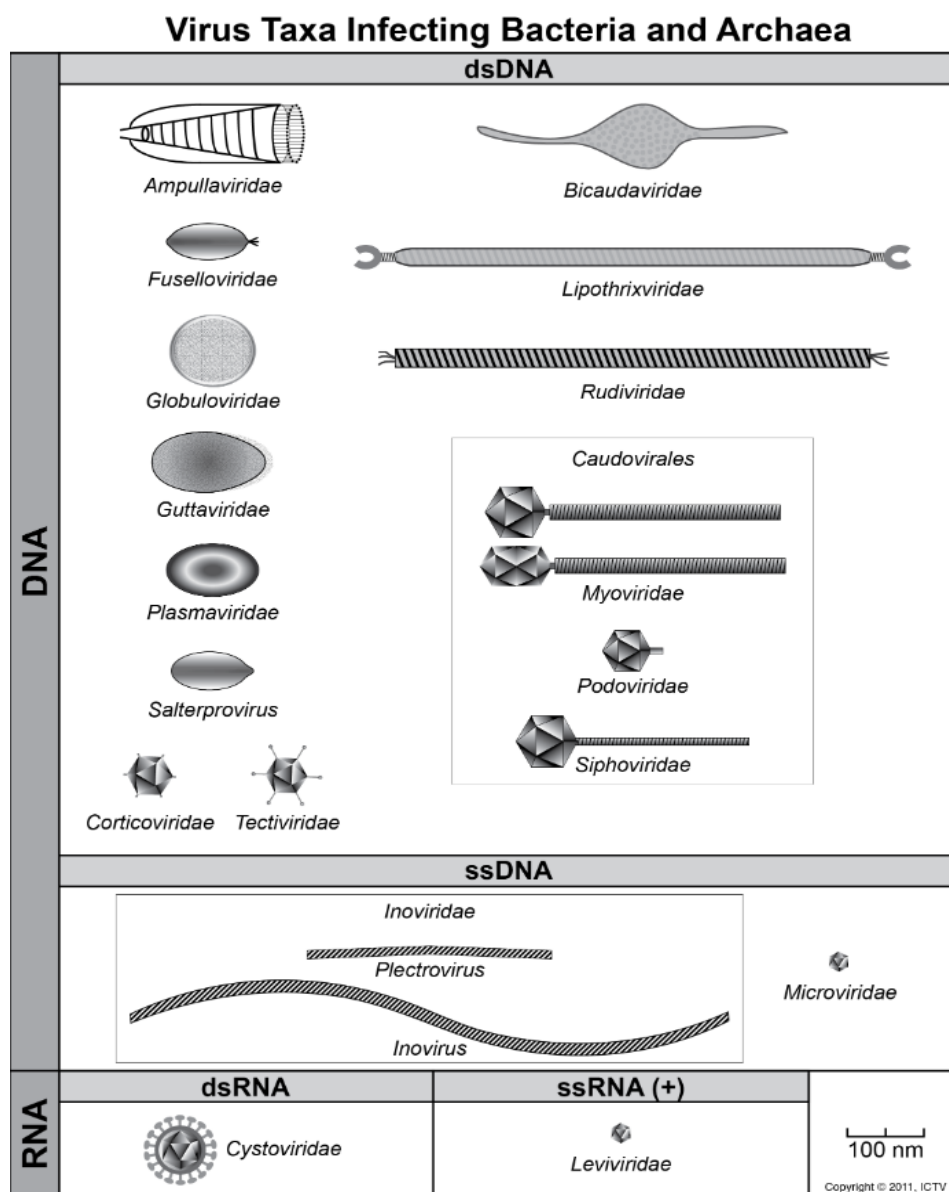 Virus Taxa Infecting Bacteria and Archaea
DNA
dsDNA
Ampullaviridae
Bicaudaviridae
Fuselloviridae
Lipothrixviridae
Globuloviridae
Rudiviridae
Guttaviridae
Caudovirales
Plasmaviridae
Myoviridae
Salterprovirus
Podoviridae
Siphoviridae
Corticoviridae Tectiviridae
ssDNA
Inoviridae
Plectrovirus
Inovirus
Microviridae
RNA
dsRNA
Cystoviridae
ssRNA (+)
Leviviridae
100 nm
Copyright © 2011, ICTV